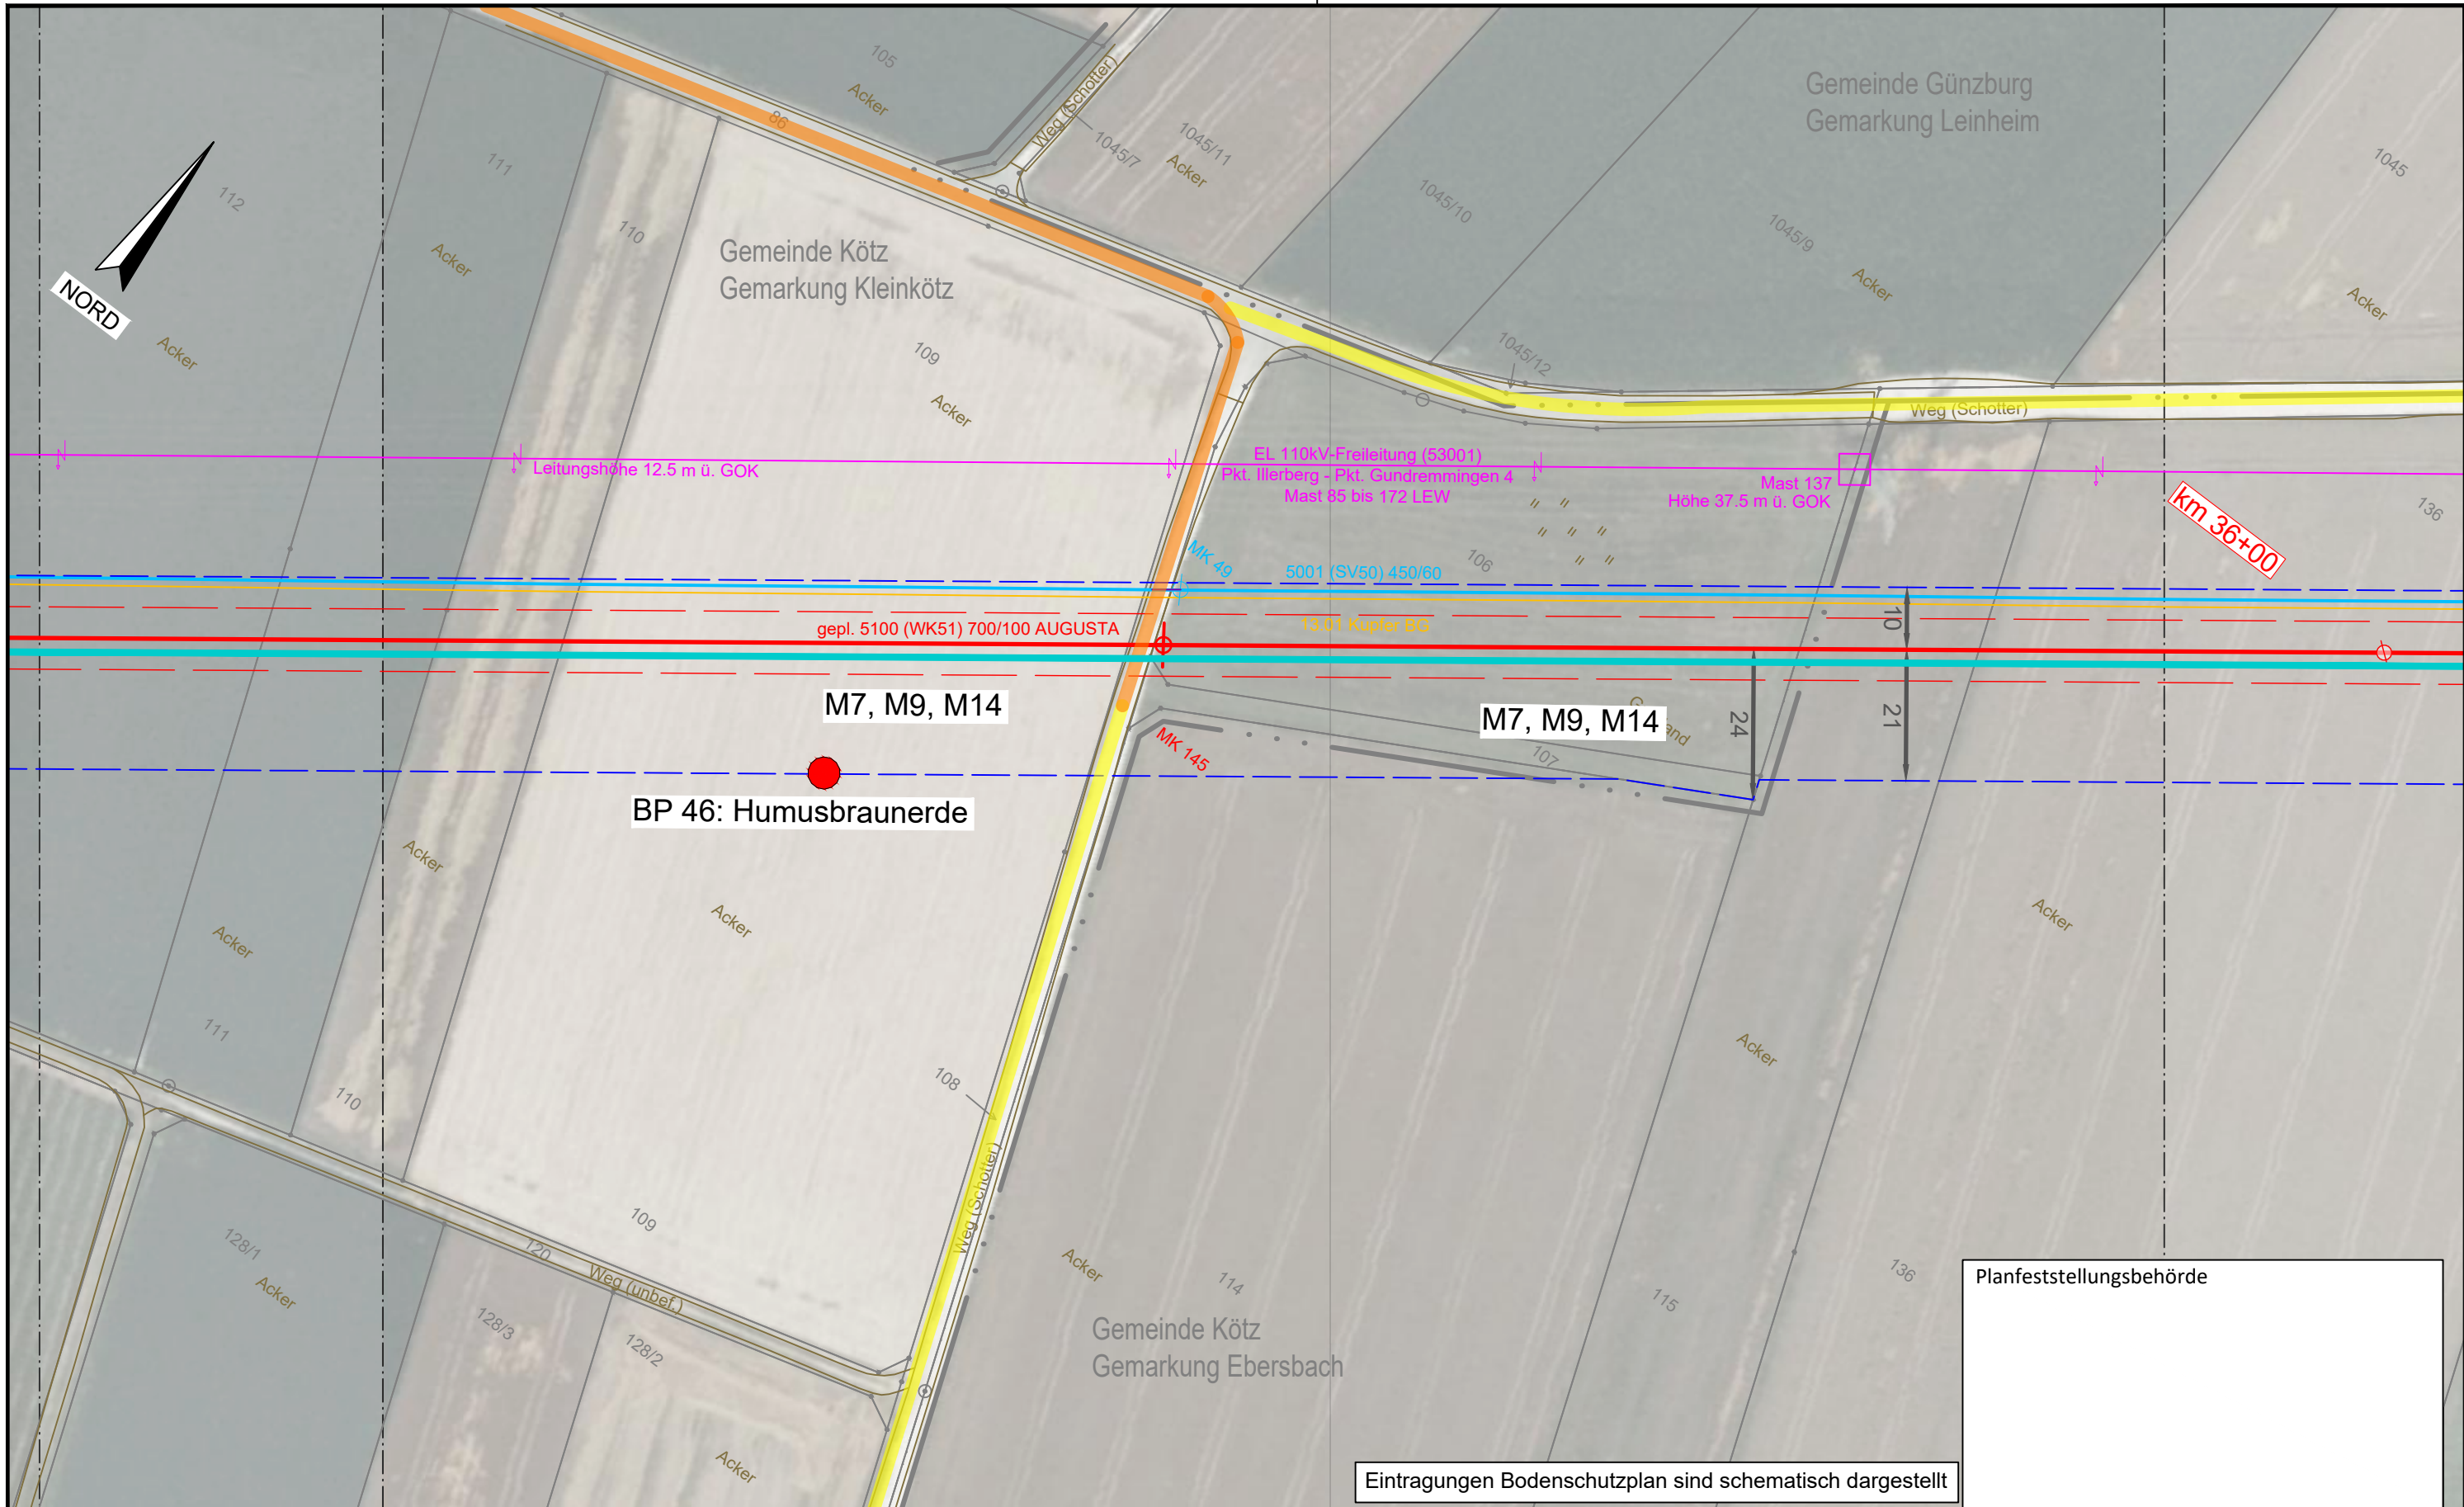 105
Acker
86
Weg (Schotter)
1045/7
1045/11
Acker
Gemeinde Günzburg
Gemarkung Leinheim
1045
1045/10
1045/9
Acker
Acker
112
111
Acker
110
NORD
Acker
Gemeinde Kötz
Gemarkung Kleinkötz
109
Acker
1045/12
Weg (Schotter)
Leitungshöhe 12.5 m ü. GOK
EL 110kV-Freileitung (53001)
Pkt. Illerberg - Pkt. Gundremmingen 4
Mast 85 bis 172 LEW
Mast 137
Höhe 37.5 m ü. GOK
km 36+00
136
MK 49
5001 (SV50) 450/60
106
gepl. 5100 (WK51) 700/100 AUGUSTA
13.01 Kupfer BG
10
M7, M9, M14
M7, M9, M14
24
21
MK 145
107
BP 46: Humusbraunerde
Acker
Acker
Acker
Acker
111
110
108
Acker
Weg (Schotter)
109
128/1
Acker
120
Weg (unbef.)
128/3
128/2
Acker
114
115
136
Gemeinde Kötz
Gemarkung Ebersbach
Acker
Planfeststellungsbehörde
Eintragungen Bodenschutzplan sind schematisch dargestellt